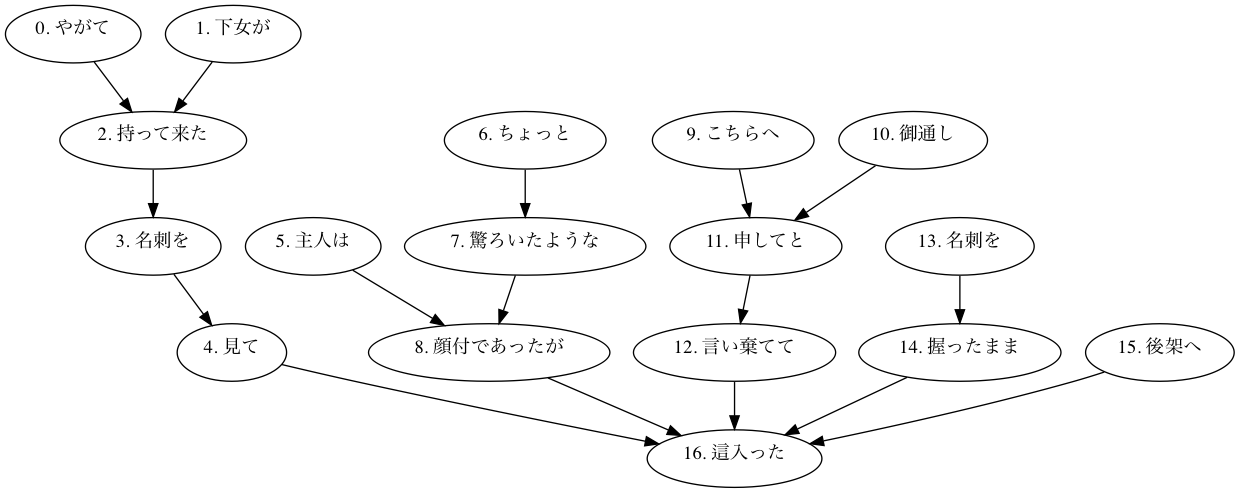 0. やがて
1. 下女が
2. 持って来た
6. ちょっと
9. こちらへ
10. 御通し
3. 名刺を
5. 主人は
7. 驚ろいたような
11. 申してと
13. 名刺を
4. 見て
8. 顔付であったが
12. 言い棄てて
14. 握ったまま
15. 後架へ
16. 這入った